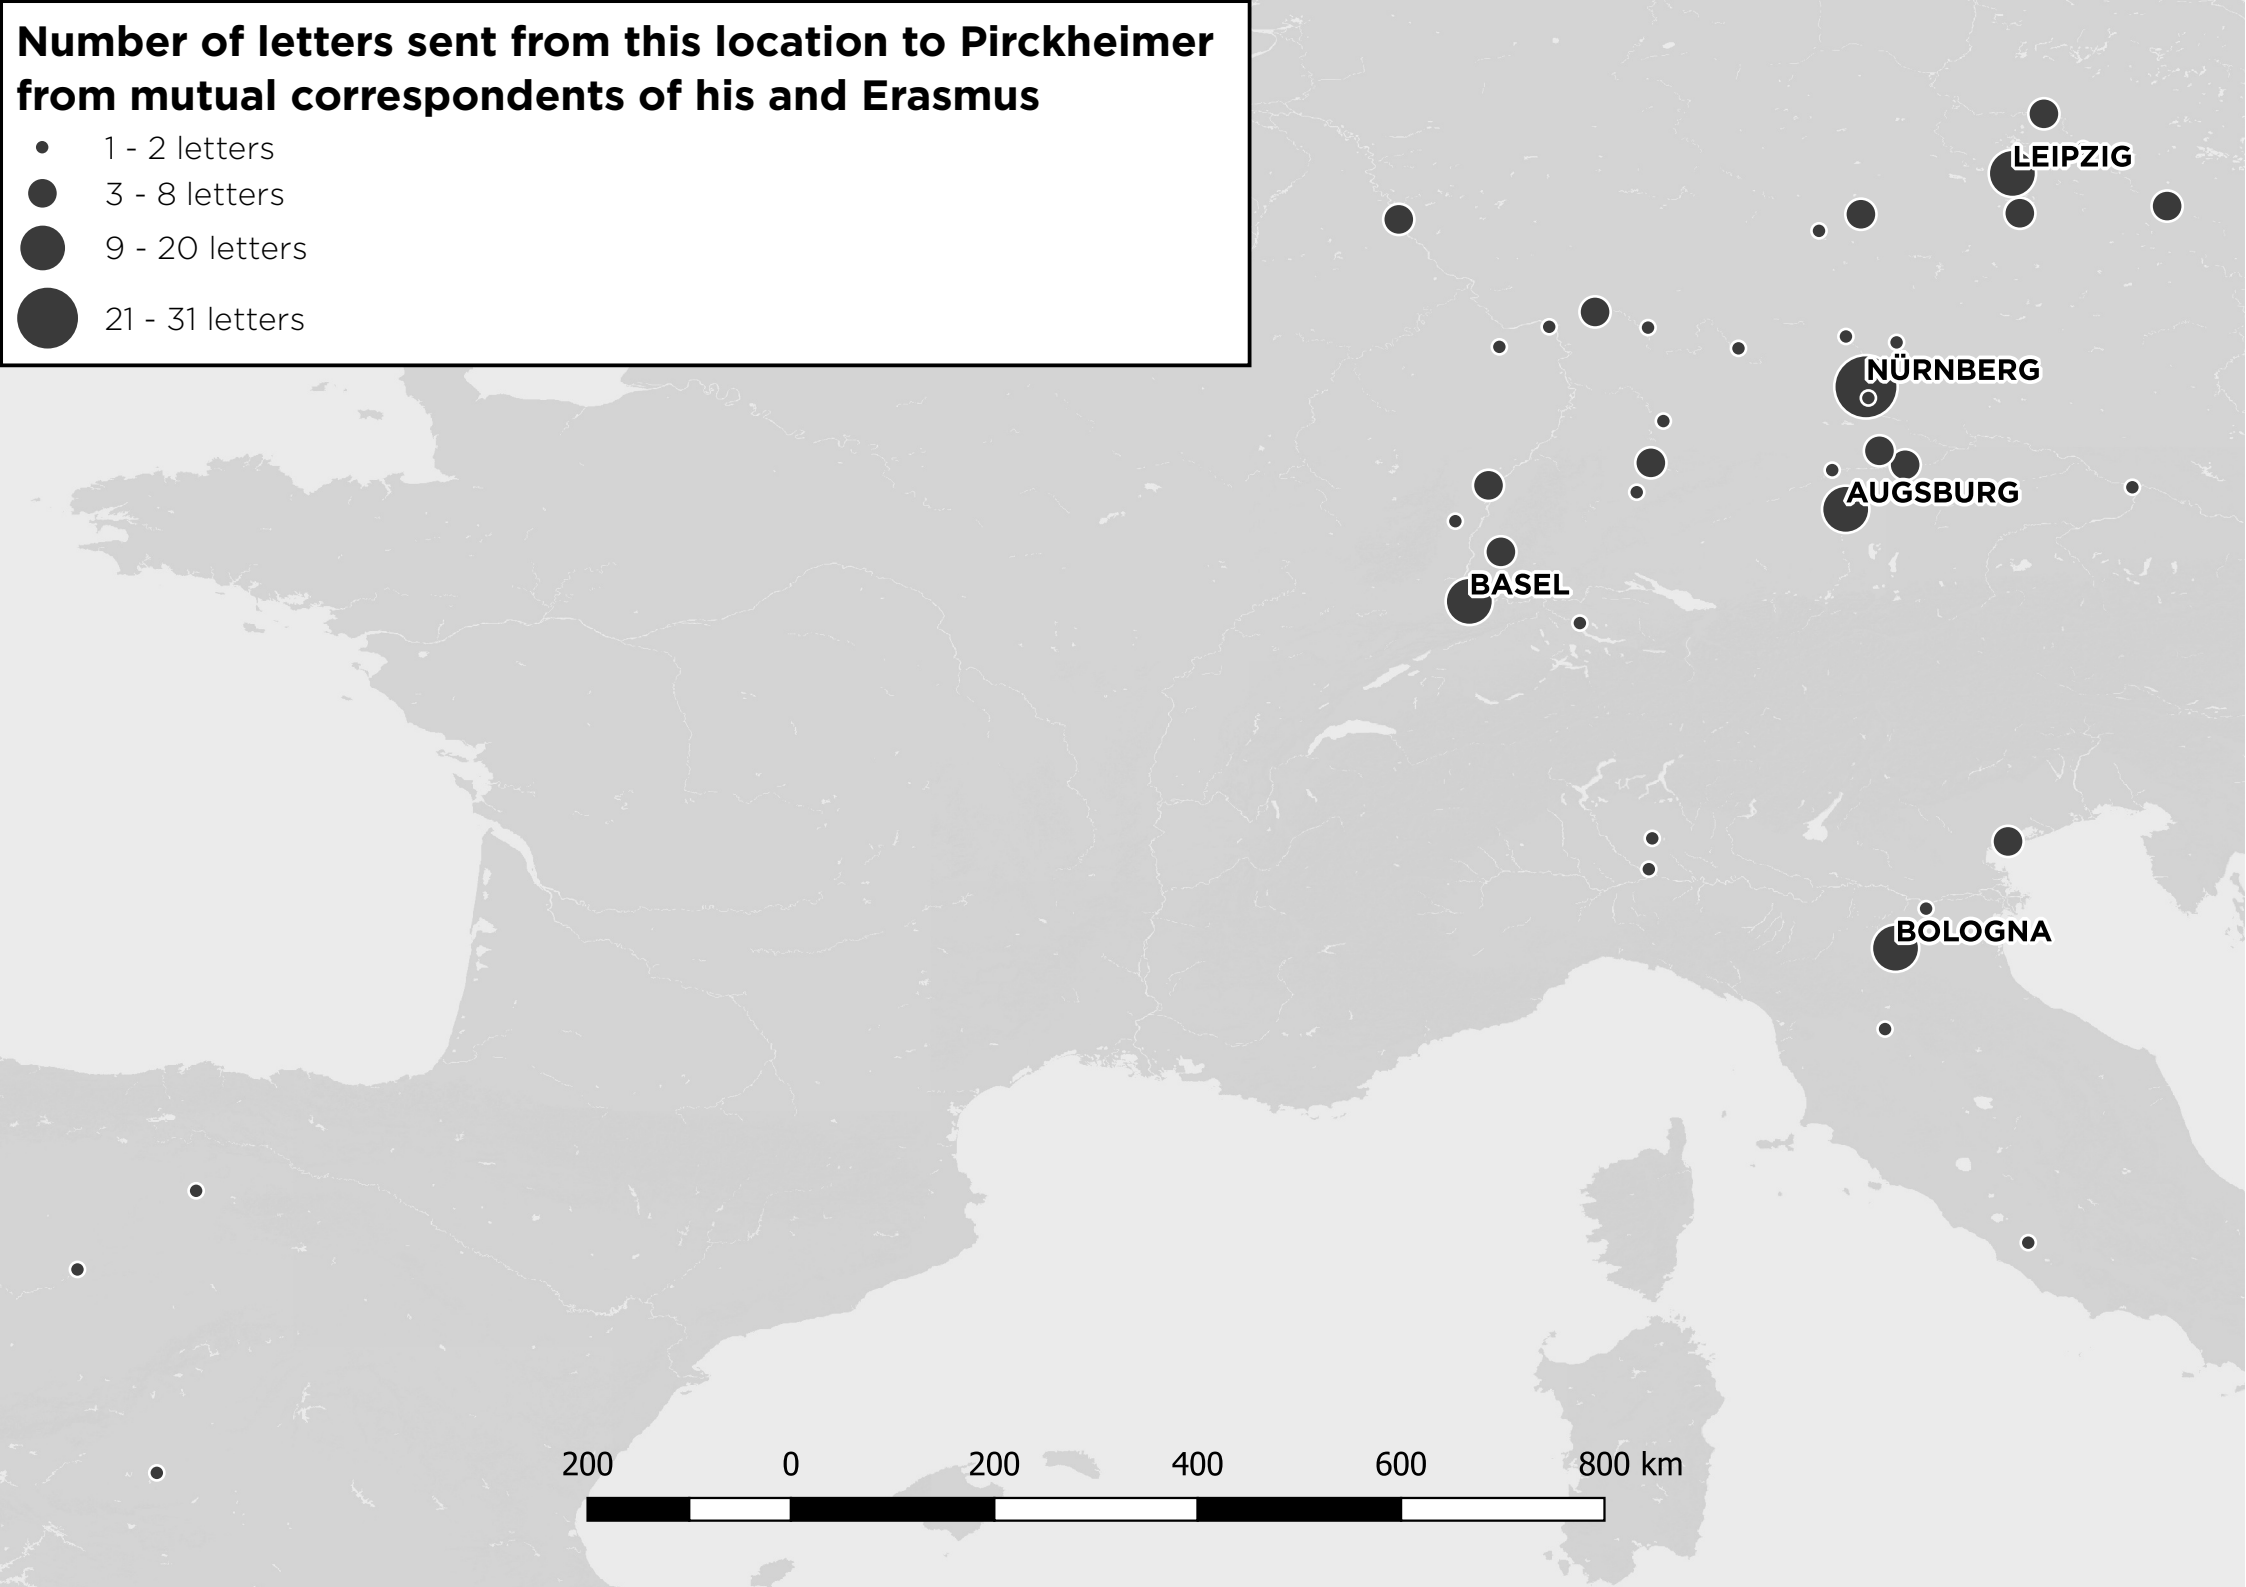 Number of letters sent from this location to Pirckheimer
from mutual correspondents of his and Erasmus
1 - 2 letters
3 - 8 letters
9 - 20 letters
21 - 31 letters
LEIPZIG
NÜRNBERG
AUGSBURG
BASEL
BOLOGNA
200 0 200 400 600 800 km